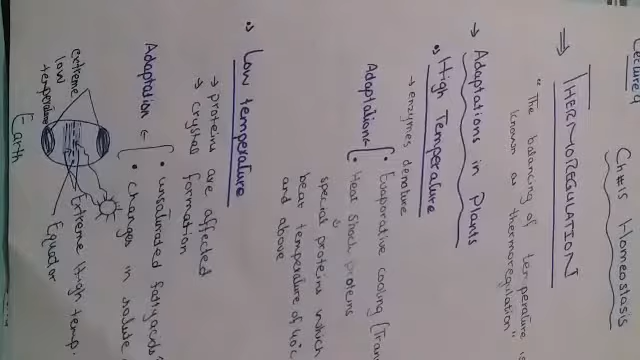 Lecture 4
Ch#15 Homeostasis
⇒ THERMOREGULATION
"The balancing of temperature is
known as thermoregulation"
→ Adaptations in Plants
• High Temperature
→ enzymes denature
Adaptation { • Evaporative cooling (Tran
• Heat shock proteins
special proteins which
bear temperature of 40°C
and above
• Low temperature
→ proteins are affected
→ crystal formation
Adaptation { • unsaturated fatty acids
• changes in solute
extreme
low
temperature
Extreme High temp.
Equator
Earth